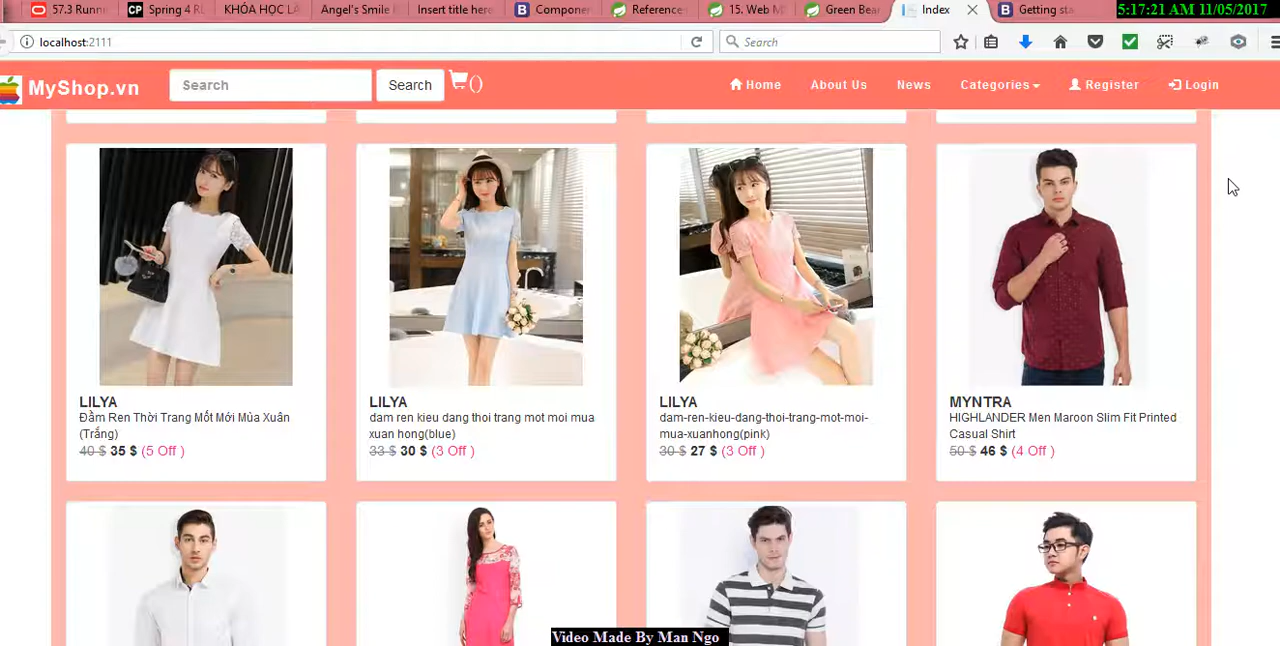 57.3 Runn
Spring 4 RU
KHÓA HỌC LA
Angel's Smile
Insert title here
Componen
Reference
15. Web M
Green Bea
Index
Getting sta
5:17:21 AM 11/05/2017
localhost:2111
Search
MyShop.vn
Search
Search
()
Home
About Us
News
Categories
Register
Login
LILYA
Đầm Ren Thời Trang Mốt Mới Mùa Xuân
(Trắng)
40 $ 35 $ (5 Off )
LILYA
dam ren kieu dang thoi trang mot moi mua
xuan hong(blue)
33 $ 30 $ (3 Off )
LILYA
dam-ren-kieu-dang-thoi-trang-mot-moi-
mua-xuanhong(pink)
30 $ 27 $ (3 Off )
MYNTRA
HIGHLANDER Men Maroon Slim Fit Printed
Casual Shirt
50 $ 46 $ (4 Off )
Video Made By Man Ngo